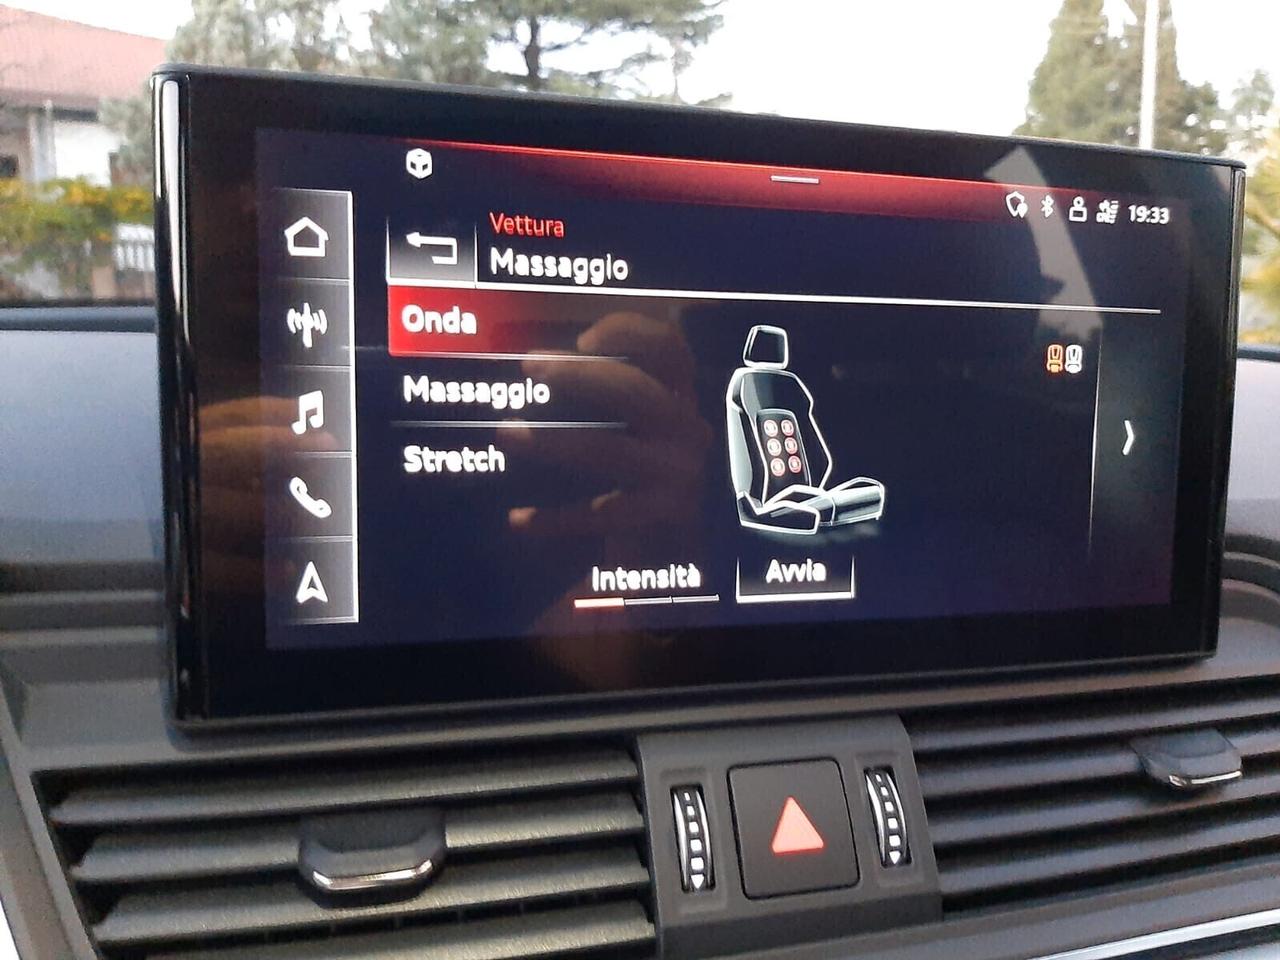 19:33
Vettura
Massaggio
Onda
Massaggio
Stretch
Intensità
Avvia